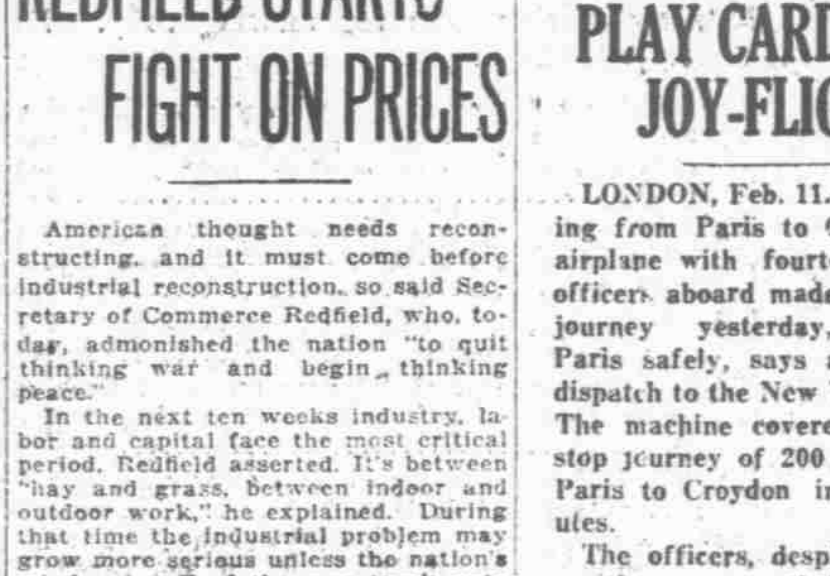 REDFIELD STARTS
FIGHT ON PRICES
American thought needs recon-
structing, and it must come before
industrial reconstruction, so said Sec-
retary of Commerce Redfield, who, to-
day, admonished the nation "to quit
thinking war and begin thinking
peace."
In the next ten weeks industry, la-
bor and capital face the most critical
period, Redfield asserted. It's between
"hay and grass, between indoor and
outdoor work," he explained. During
that time the industrial problem may
grow more serious unless the nation's
PLAY CARD
JOY-FLIG
LONDON, Feb. 11.
ing from Paris to
airplane with fourt
officers aboard made
journey yesterday,
Paris safely, says
dispatch to the New
The machine covere
stop journey of 200
Paris to Croydon in
utes.
The officers, desp